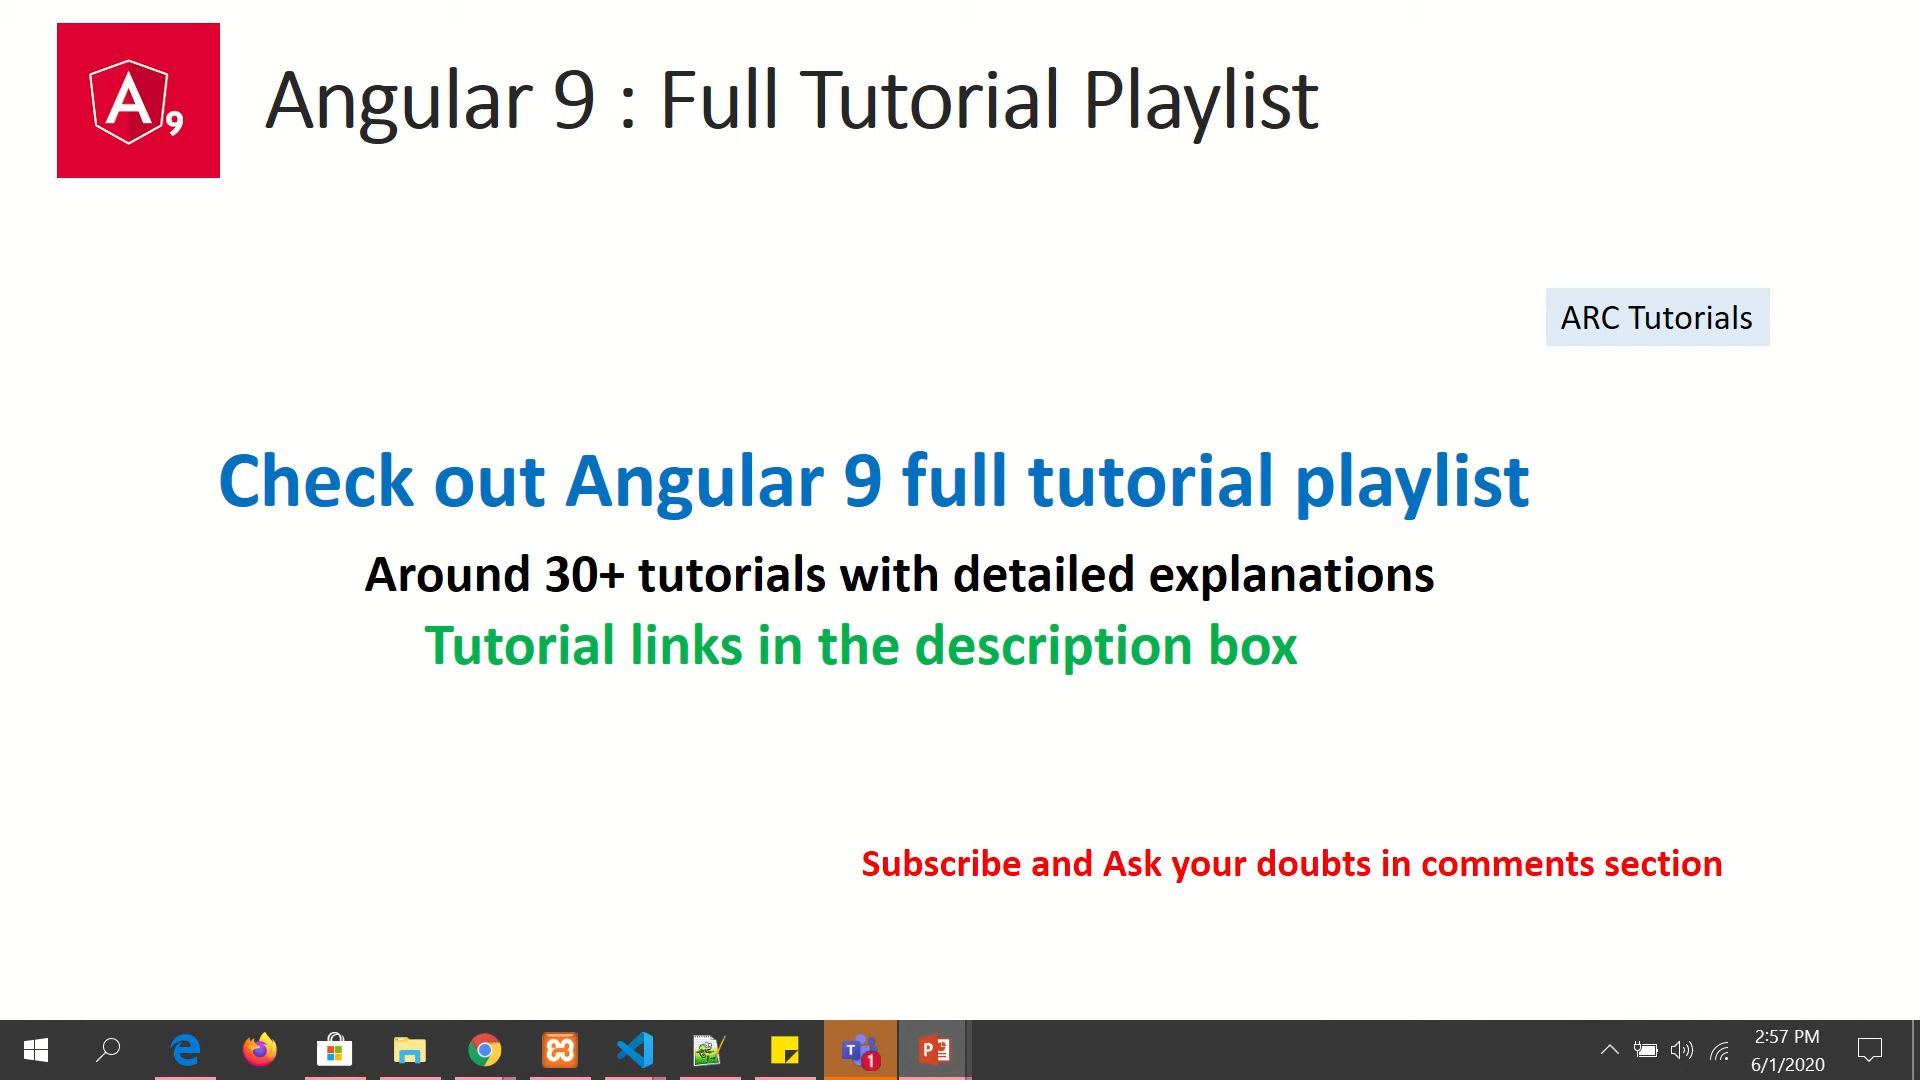 A 9
Angular 9 : Full Tutorial Playlist
ARC Tutorials
Check out Angular 9 full tutorial playlist
Around 30+ tutorials with detailed explanations
Tutorial links in the description box
Subscribe and Ask your doubts in comments section
T 1
P
2:57 PM
6/1/2020